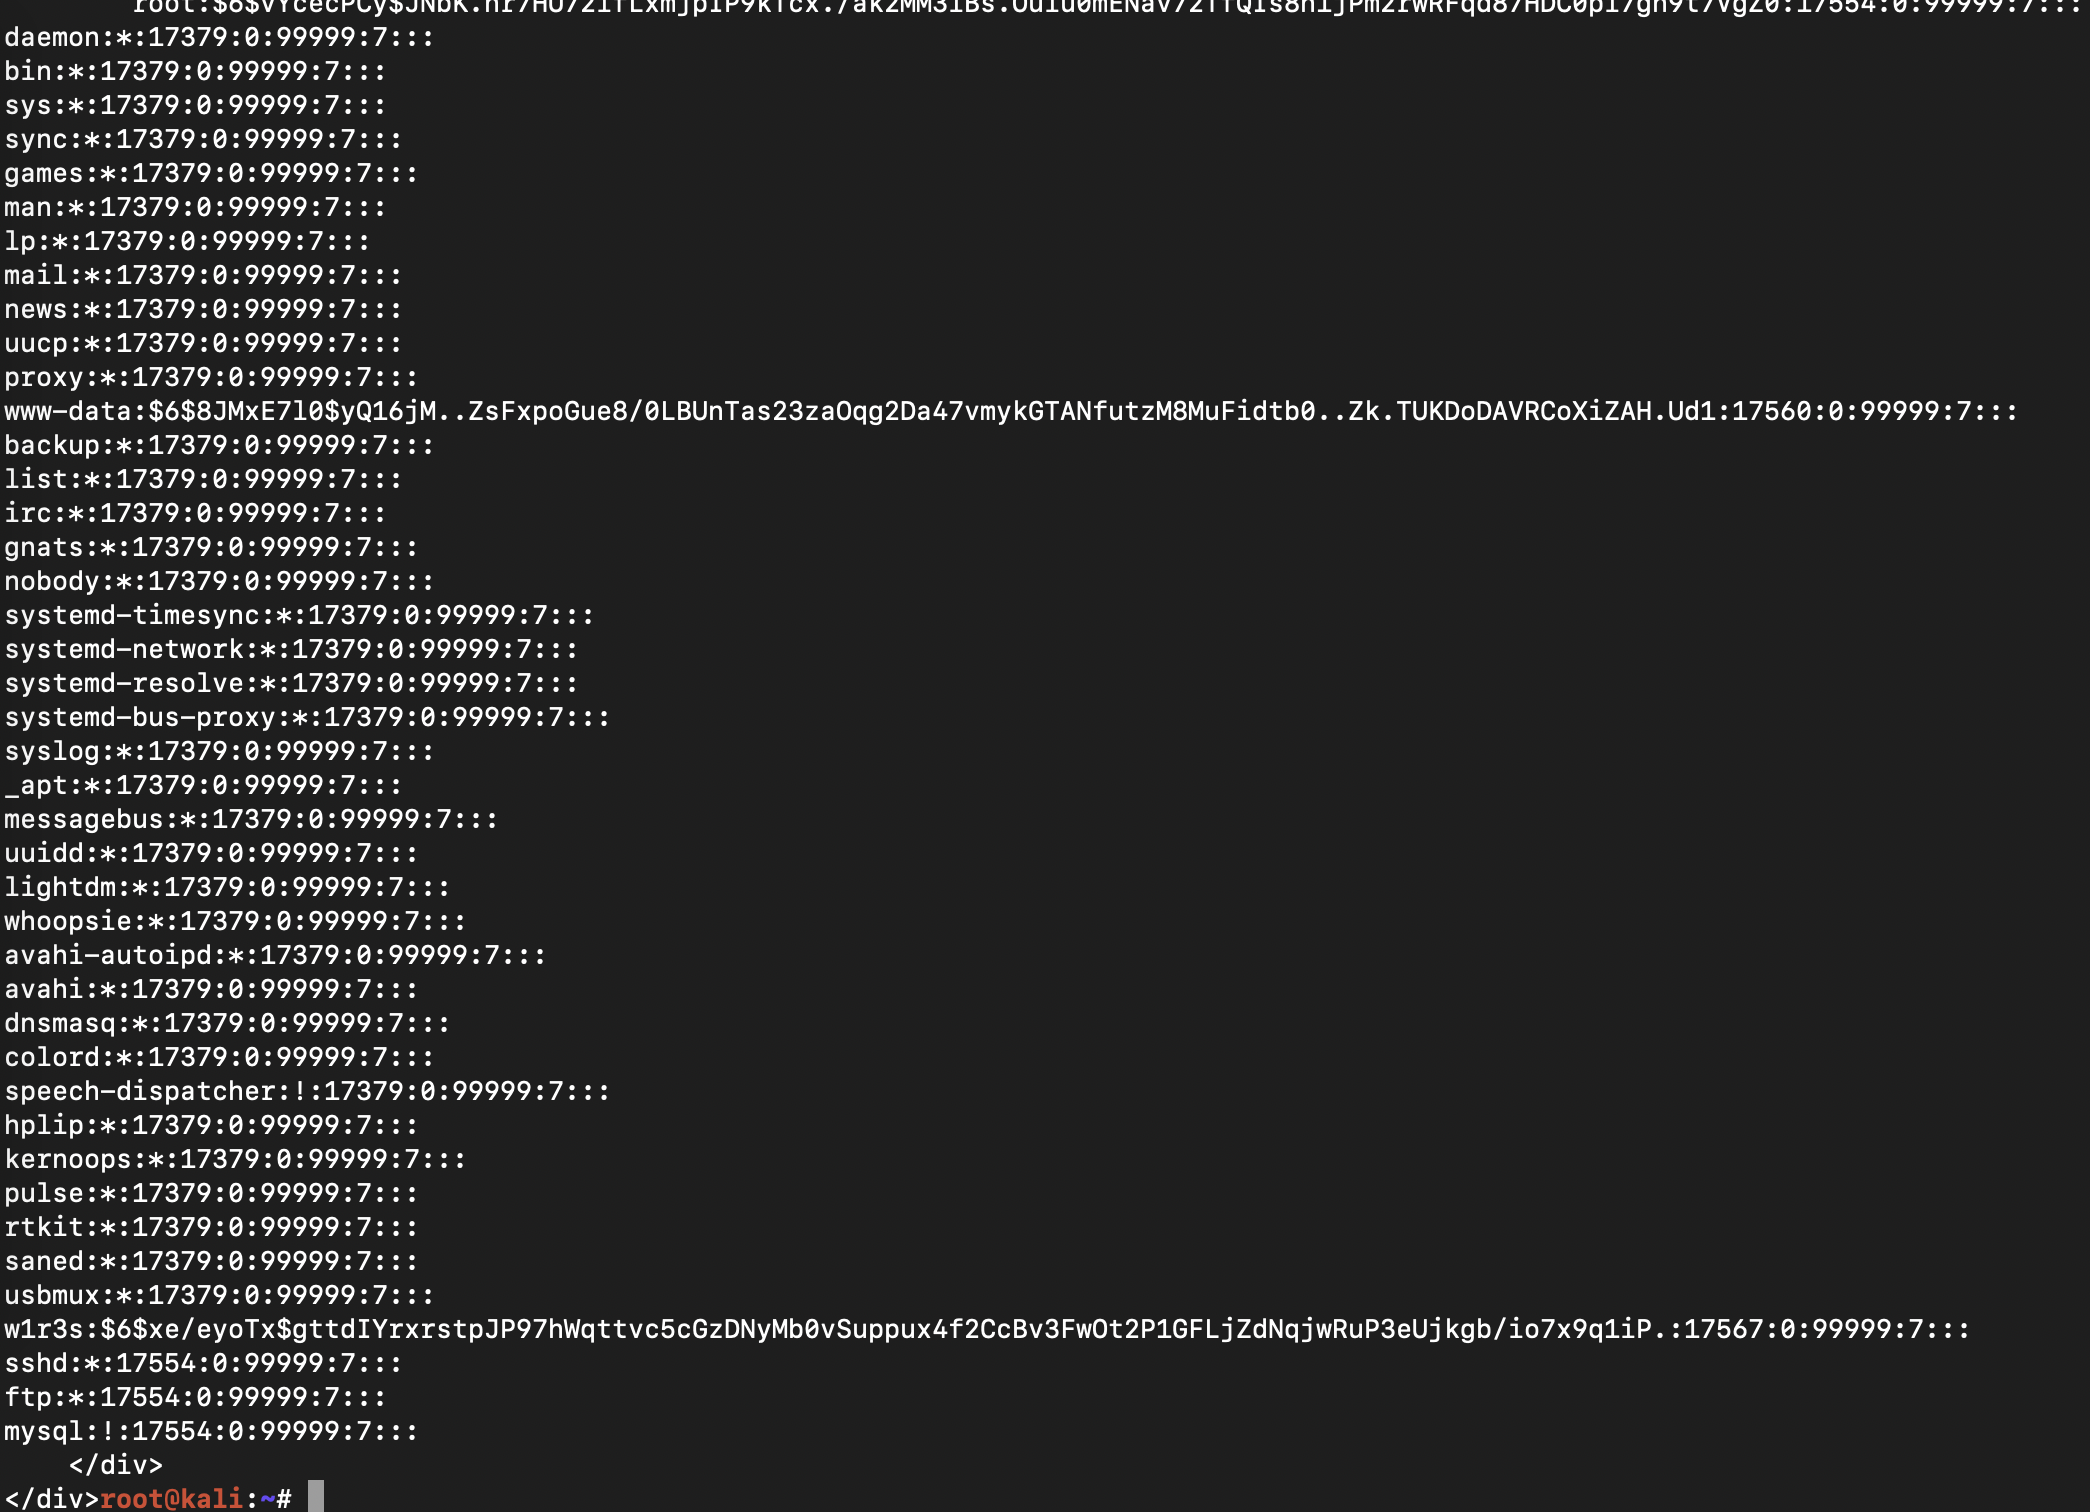 daemon:*:17379:0:99999:7:::
bin:*:17379:0:99999:7:::
sys:*:17379:0:99999:7:::
sync:*:17379:0:99999:7:::
games:*:17379:0:99999:7:::
man:*:17379:0:99999:7:::
lp:*:17379:0:99999:7:::
mail:*:17379:0:99999:7:::
news:*:17379:0:99999:7:::
uucp:*:17379:0:99999:7:::
proxy:*:17379:0:99999:7:::
www-data:$6$8JMxE7l0$yQ16jM..ZsFxpoGue8/0LBUnTas23zaOqg2Da47vmykGTANfutzM8MuFidtb0..Zk.TUKDoDAVRCoXiZAH.Ud1:17560:0:99999:7:::
backup:*:17379:0:99999:7:::
list:*:17379:0:99999:7:::
irc:*:17379:0:99999:7:::
gnats:*:17379:0:99999:7:::
nobody:*:17379:0:99999:7:::
systemd-timesync:*:17379:0:99999:7:::
systemd-network:*:17379:0:99999:7:::
systemd-resolve:*:17379:0:99999:7:::
systemd-bus-proxy:*:17379:0:99999:7:::
syslog:*:17379:0:99999:7:::
_apt:*:17379:0:99999:7:::
messagebus:*:17379:0:99999:7:::
uuidd:*:17379:0:99999:7:::
lightdm:*:17379:0:99999:7:::
whoopsie:*:17379:0:99999:7:::
avahi-autoipd:*:17379:0:99999:7:::
avahi:*:17379:0:99999:7:::
dnsmasq:*:17379:0:99999:7:::
colord:*:17379:0:99999:7:::
speech-dispatcher:!:17379:0:99999:7:::
hplip:*:17379:0:99999:7:::
kernoops:*:17379:0:99999:7:::
pulse:*:17379:0:99999:7:::
rtkit:*:17379:0:99999:7:::
saned:*:17379:0:99999:7:::
usbmux:*:17379:0:99999:7:::
w1r3s:$6$xe/eyoTx$gttdIYrxrstpJP97hWqttvc5cGzDNyMb0vSuppux4f2CcBv3FwOt2P1GFLjZdNqjwRuP3eUjkgb/io7x9q1iP.:17567:0:99999:7:::
sshd:*:17554:0:99999:7:::
ftp:*:17554:0:99999:7:::
mysql:!:17554:0:99999:7:::
</div>
</div>root@kali:~#